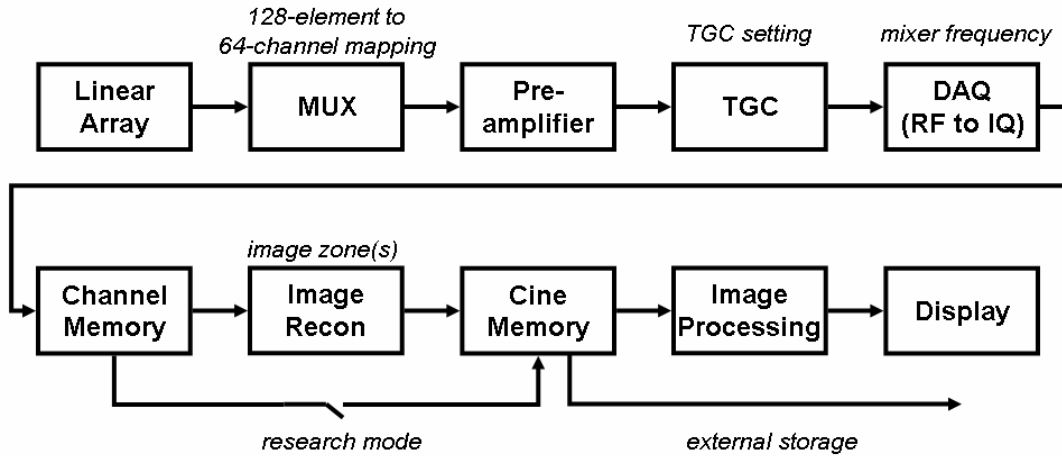 128-element to
64-channel mapping
TGC setting
mixer frequency
Linear
Array
MUX
Pre-
amplifier
TGC
DAQ
(RF to IQ)
image zone(s)
Channel
Memory
Image
Recon
Cine
Memory
Image
Processing
Display
research mode
external storage